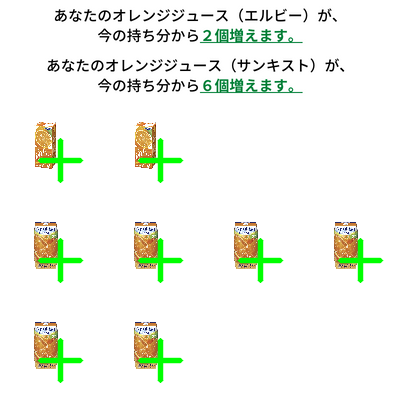 あなたのオレンジジュース（エルビー）が、
今の持ち分から２個増えます。
あなたのオレンジジュース（サンキスト）が、
今の持ち分から６個増えます。